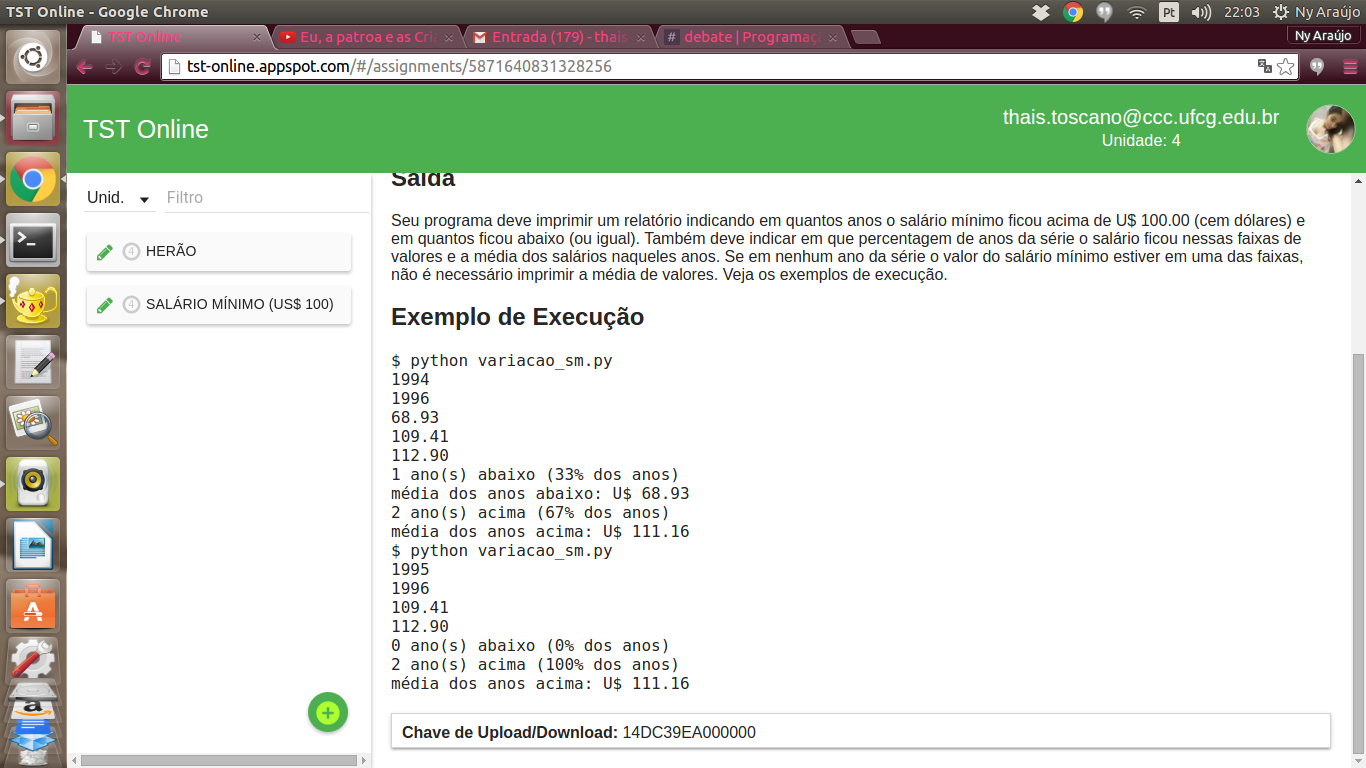 TST Online - Google Chrome
Pt
22:03
Ny Araújo
TST Online
Eu, a patroa e as Cri
Entrada (179) - thais
# debate | Programaç
Ny Araújo
tst-online.appspot.com/#/assignments/5871640831328256
TST Online
thais.toscano@ccc.ufcg.edu.br
Unidade: 4
Unid.
Filtro
4 HERÃO
4 SALÁRIO MÍNIMO (US$ 100)
Saída
Seu programa deve imprimir um relatório indicando em quantos anos o salário mínimo ficou acima de U$ 100.00 (cem dólares) e
em quantos ficou abaixo (ou igual). Também deve indicar em que percentagem de anos da série o salário ficou nessas faixas de
valores e a média dos salários naqueles anos. Se em nenhum ano da série o valor do salário mínimo estiver em uma das faixas,
não é necessário imprimir a média de valores. Veja os exemplos de execução.
Exemplo de Execução
$ python variacao_sm.py
1994
1996
68.93
109.41
112.90
1 ano(s) abaixo (33% dos anos)
média dos anos abaixo: U$ 68.93
2 ano(s) acima (67% dos anos)
média dos anos acima: U$ 111.16
$ python variacao_sm.py
1995
1996
109.41
112.90
0 ano(s) abaixo (0% dos anos)
2 ano(s) acima (100% dos anos)
média dos anos acima: U$ 111.16
Chave de Upload/Download: 14DC39EA000000